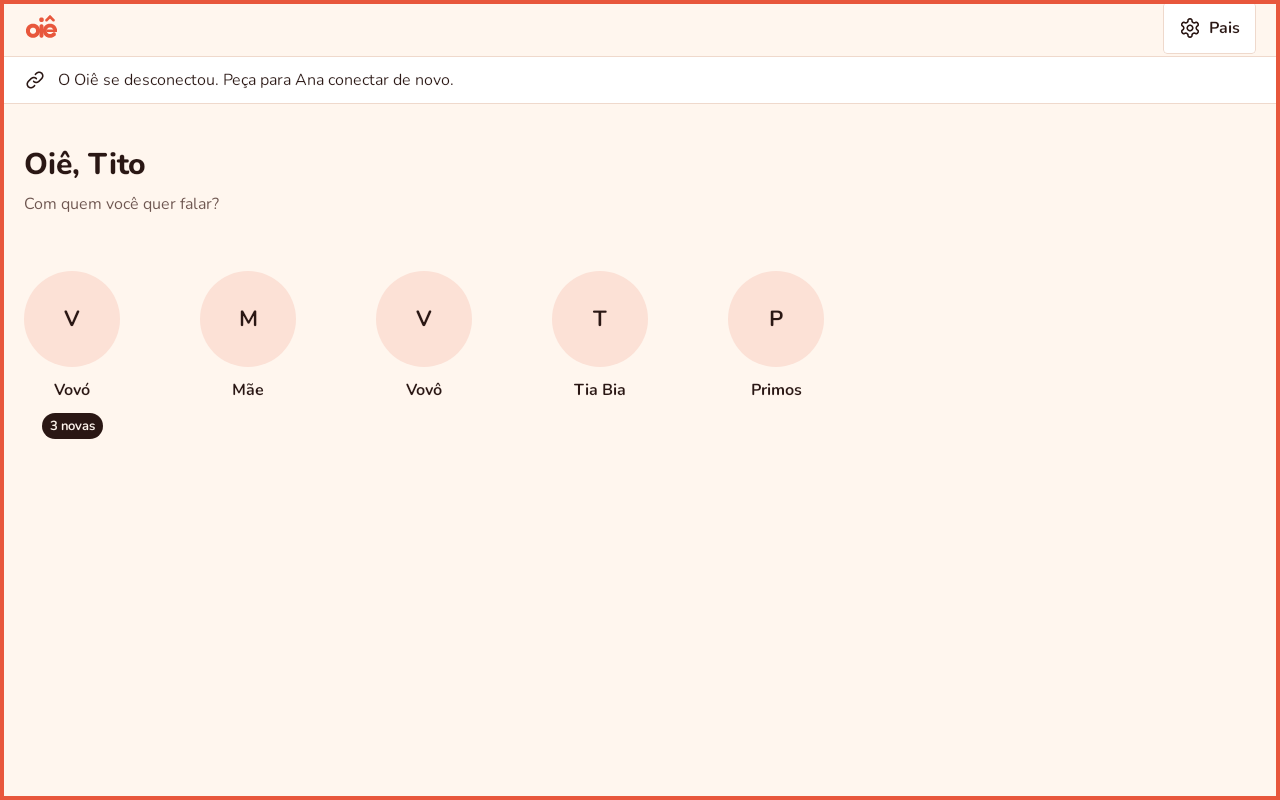 oiê
Pais
O Oiê se desconectou. Peça para Ana conectar de novo.
Oiê, Tito
Com quem você quer falar?
V
M
V
T
P
Vovó
Mãe
Vovô
Tia Bia
Primos
3 novas